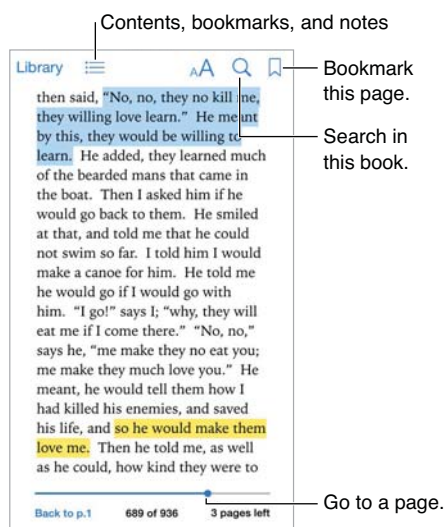 Contents, bookmarks, and notes
Library
AA
Bookmark
this page.
Search in
this book.
then said, “No, no, they no kill me,
they willing love learn.”  He meant
by this, they would be willing to
learn.  He added, they learned much
of the bearded mans that came in
the boat.  Then I asked him if he
would go back to them.  He smiled
at that, and told me that he could
not swim so far.  I told him I would
make a canoe for him.  He told me
he would go if I would go with
him.  “I go!” says I; “why, they will
eat me if I come there.”  “No, no,”
says he, “me make they no eat you;
me make they much love you.”  He
meant, he would tell them how I
had killed his enemies, and saved
his life, and so he would make them
love me.  Then he told me, as well
as he could, how kind they were to
Back to p.1 689 of 936 3 pages left
Go to a page.